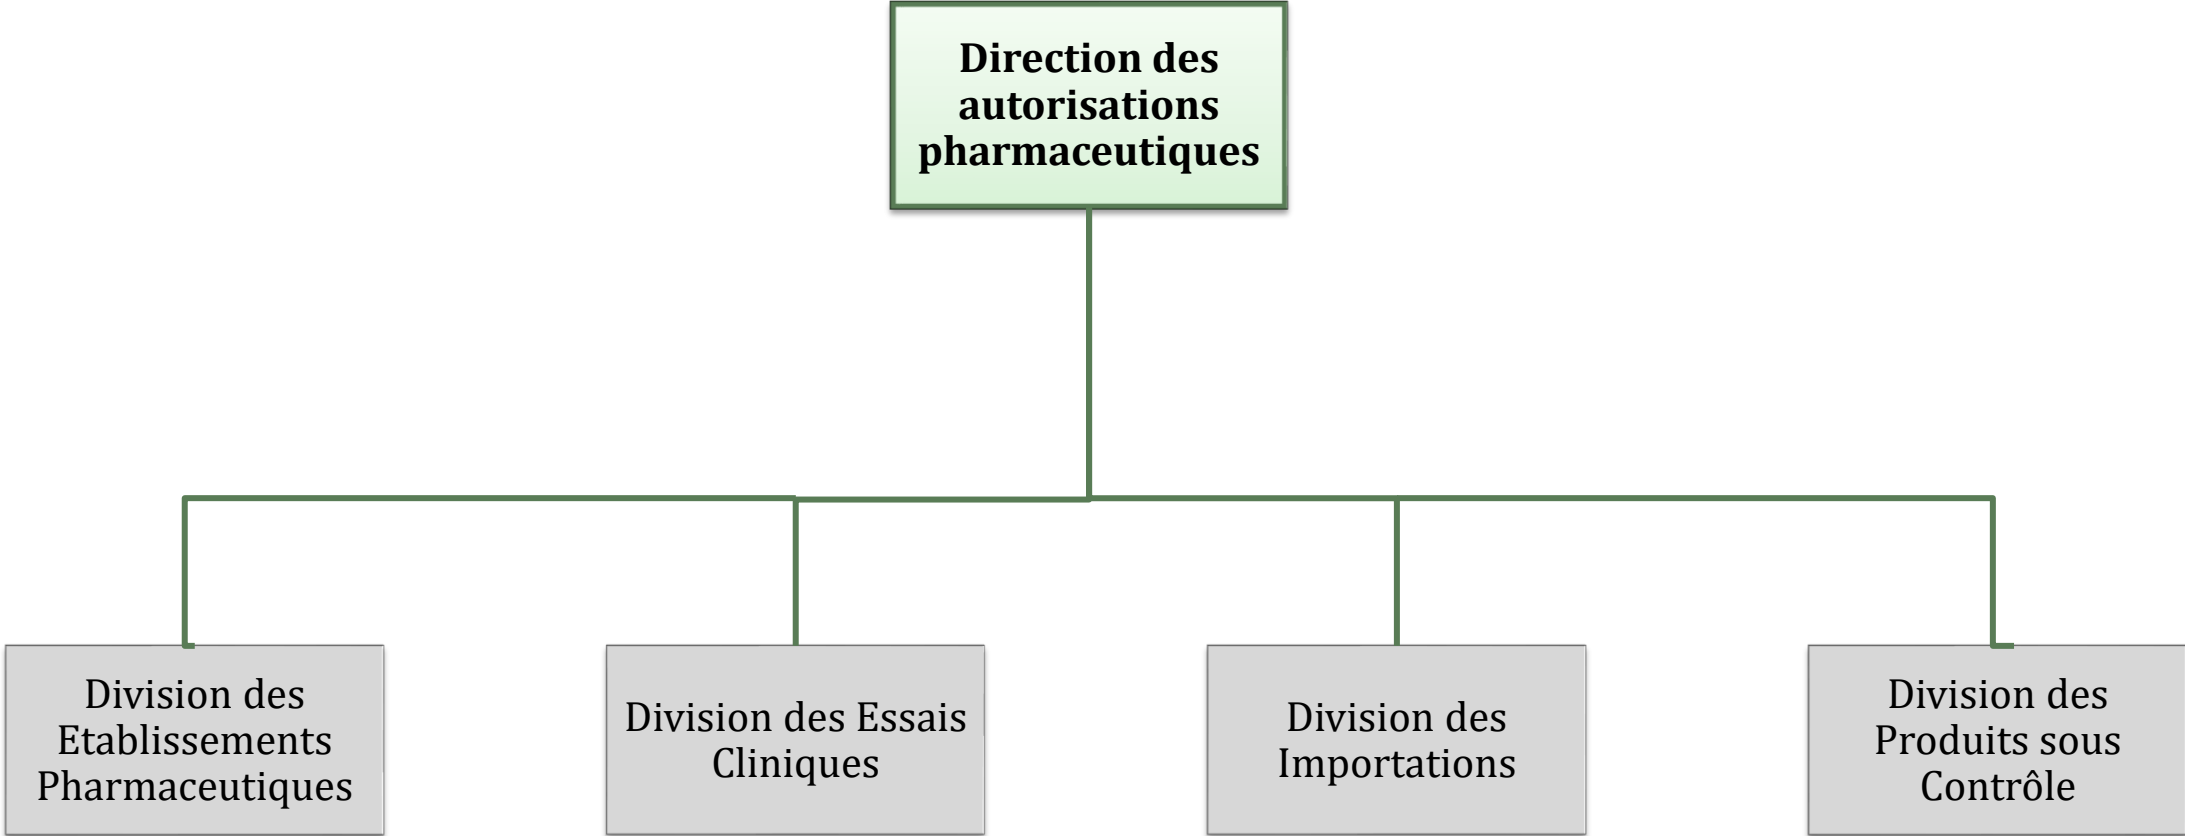 Direction des
autorisations
pharmaceutiques
Division des
Etablissements
Pharmaceutiques
Division des Essais
Cliniques
Division des
Importations
Division des
Produits sous
Contrôle